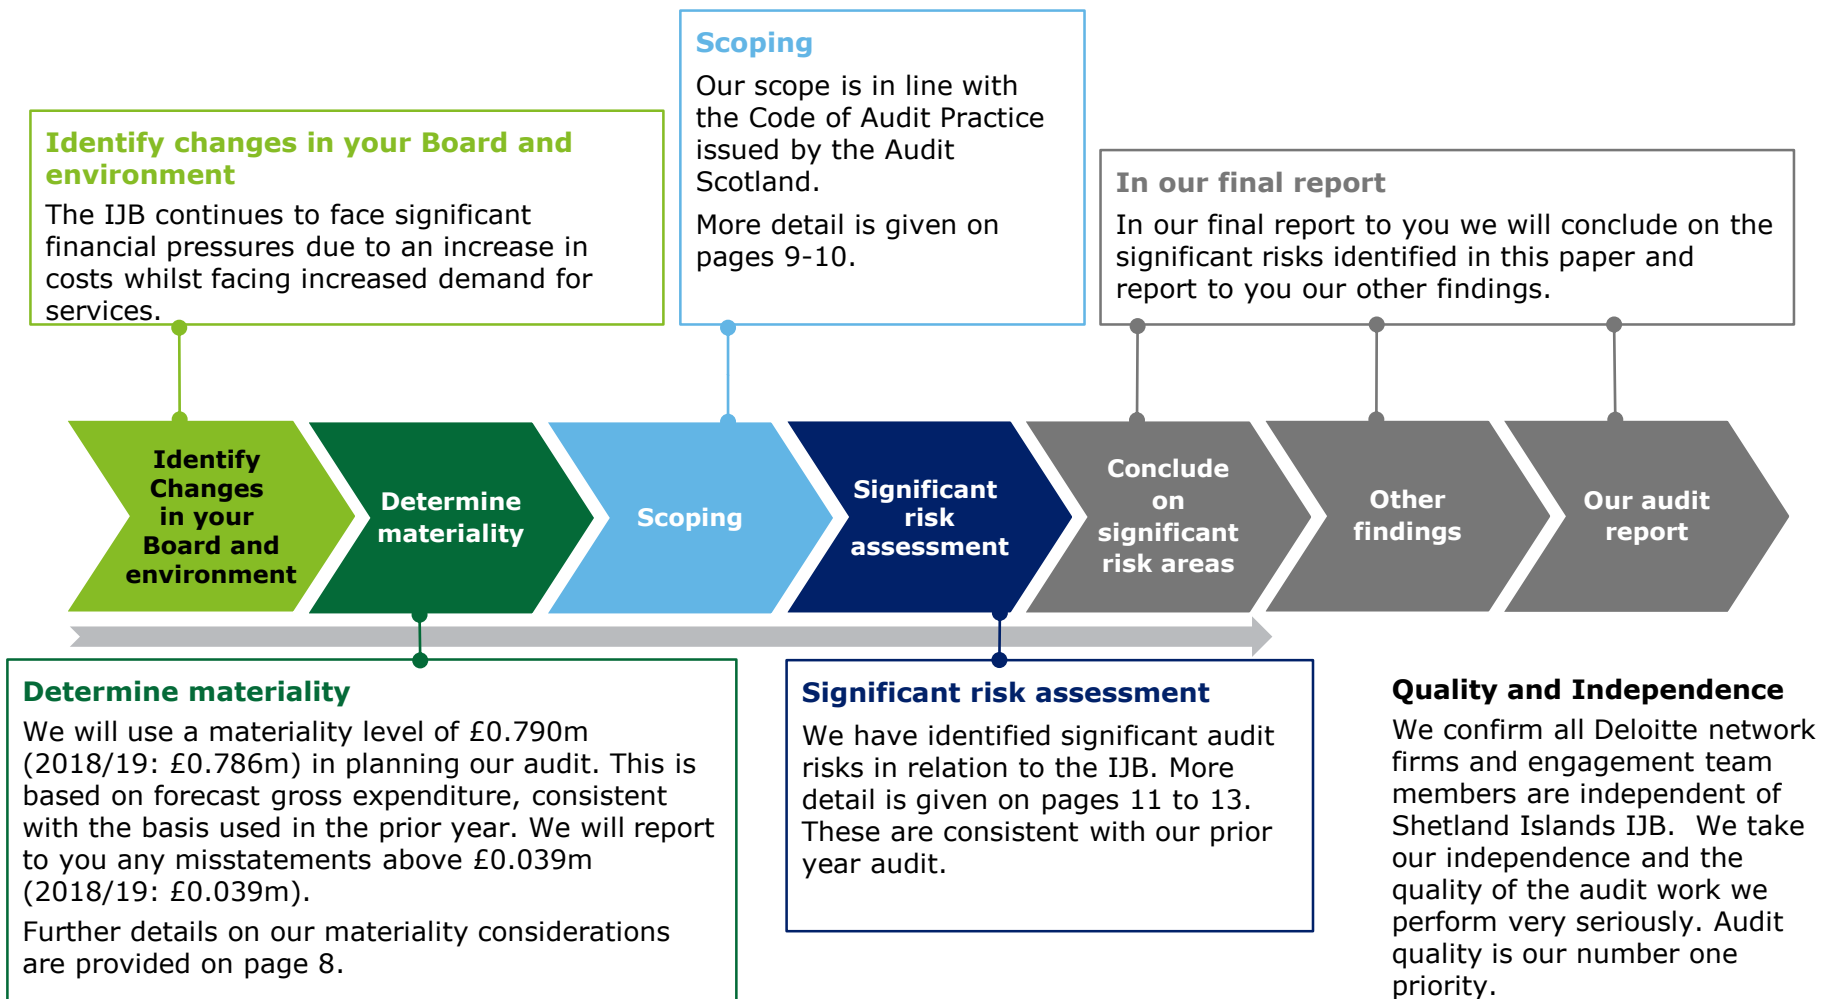 Scoping
Our scope is in line with
the Code of Audit Practice
issued by the Audit
Scotland.
More detail is given on
pages 9-10.
Identify changes in your Board and
environment
The IJB continues to face significant
financial pressures due to an increase in
costs whilst facing increased demand for
services.
In our final report
In our final report to you we will conclude on the
significant risks identified in this paper and
report to you our other findings.
Identify
Changes
in your
Board and
environment
Determine
materiality
Scoping
Significant
risk
assessment
Conclude
on
significant
risk areas
Other
findings
Our audit
report
Determine materiality
We will use a materiality level of £0.790m
(2018/19: £0.786m) in planning our audit. This is
based on forecast gross expenditure, consistent
with the basis used in the prior year. We will report
to you any misstatements above £0.039m
(2018/19: £0.039m).
Further details on our materiality considerations
are provided on page 8.
Significant risk assessment
We have identified significant audit
risks in relation to the IJB. More
detail is given on pages 11 to 13.
These are consistent with our prior
year audit.
Quality and Independence
We confirm all Deloitte network
firms and engagement team
members are independent of
Shetland Islands IJB.  We take
our independence and the
quality of the audit work we
perform very seriously. Audit
quality is our number one
priority.